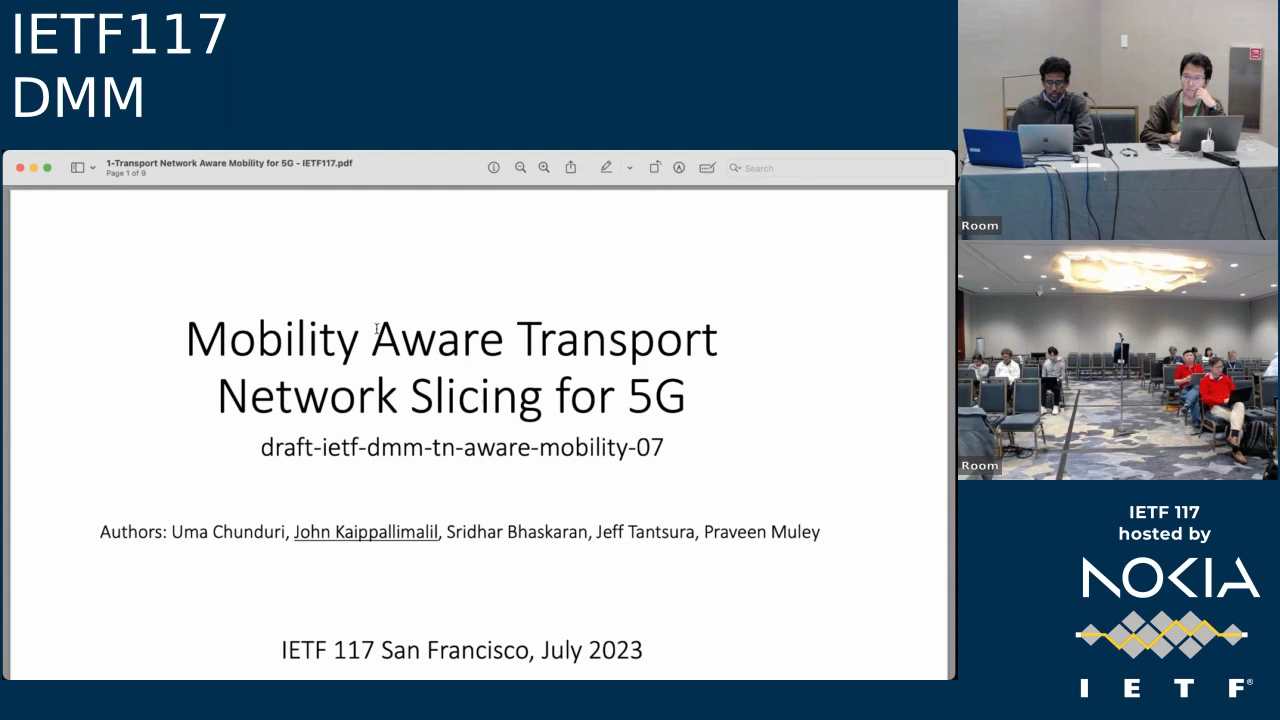 IETF117
DMM
1-Transport Network Aware Mobility for 5G - IETF117.pdf
Page 1 of 9
Search
Mobility Aware Transport
Network Slicing for 5G
draft-ietf-dmm-tn-aware-mobility-07
Authors: Uma Chunduri, John Kaippallimalil, Sridhar Bhaskaran, Jeff Tantsura, Praveen Muley
IETF 117 San Francisco, July 2023
Room
Room
IETF 117
hosted by
NOKIA
I E T F®